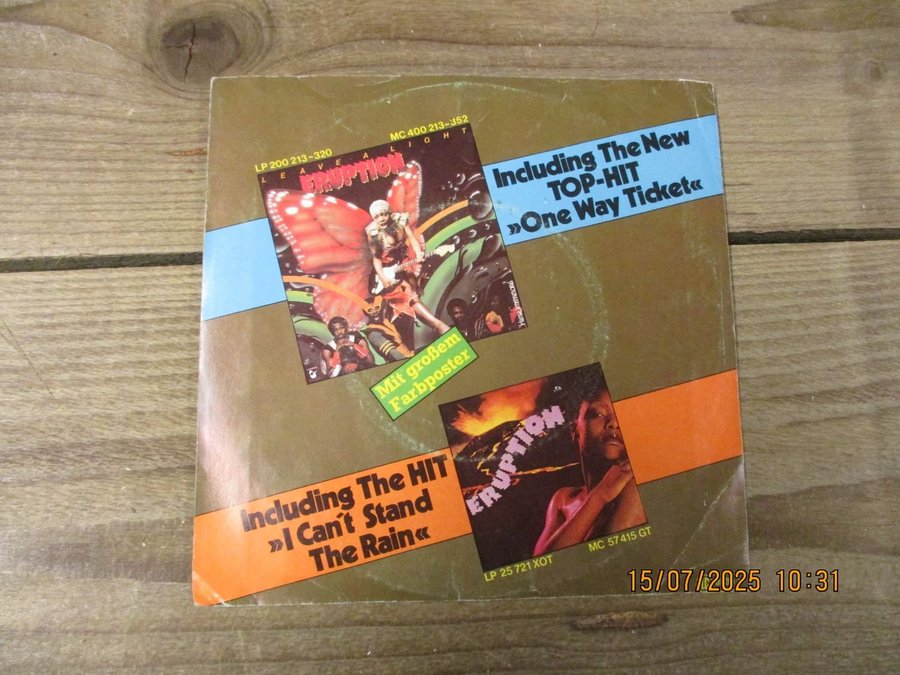 LP 200 213-320
MC 400 213-352
LEAVE A LIGHT
ERUPTION
Including The New
TOP-HIT
»One Way Ticket«
Mit großem
Farbposter
ERUPTION
Including The HIT
»I Can't Stand
The Rain«
LP 25 721 XOT
MC 57 415 GT
15/07/2025 10:31